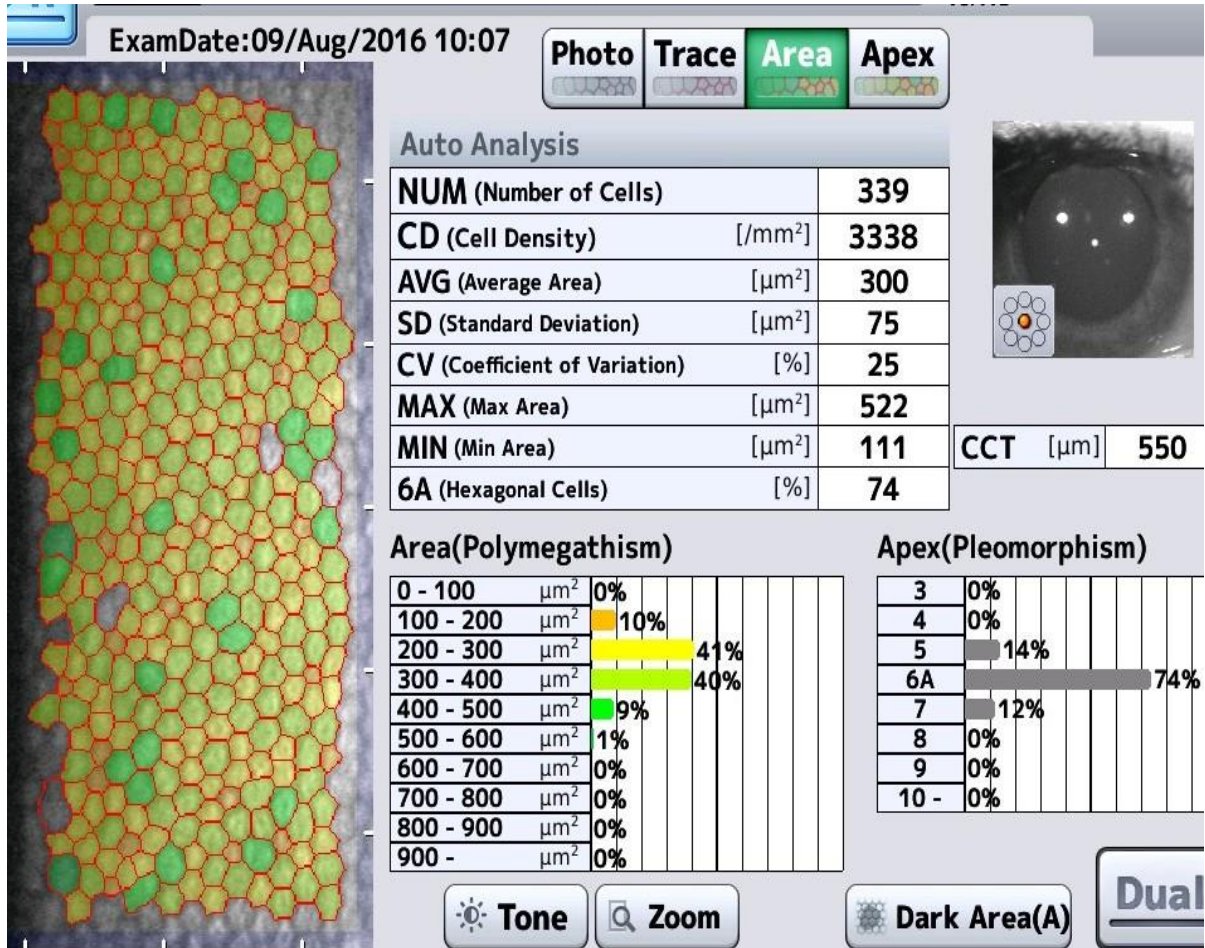 ExamDate:09/Aug/2016 10:07
Photo Trace Area Apex
Auto Analysis
NUM (Number of Cells) 339
CD (Cell Density) [/mm²] 3338
AVG (Average Area) [µm²] 300
SD (Standard Deviation) [µm²] 75
CV (Coefficient of Variation) [%] 25
MAX (Max Area) [µm²] 522
MIN (Min Area) [µm²] 111
6A (Hexagonal Cells) [%] 74
CCT [µm] 550
Area(Polymegathism)
0 - 100 µm² 0%
100 - 200 µm² 10%
200 - 300 µm² 41%
300 - 400 µm² 40%
400 - 500 µm² 9%
500 - 600 µm² 1%
600 - 700 µm² 0%
700 - 800 µm² 0%
800 - 900 µm² 0%
900 - µm² 0%
Apex(Pleomorphism)
3 0%
4 0%
5 14%
6A 74%
7 12%
8 0%
9 0%
10 - 0%
Tone Zoom Dark Area(A) Dual